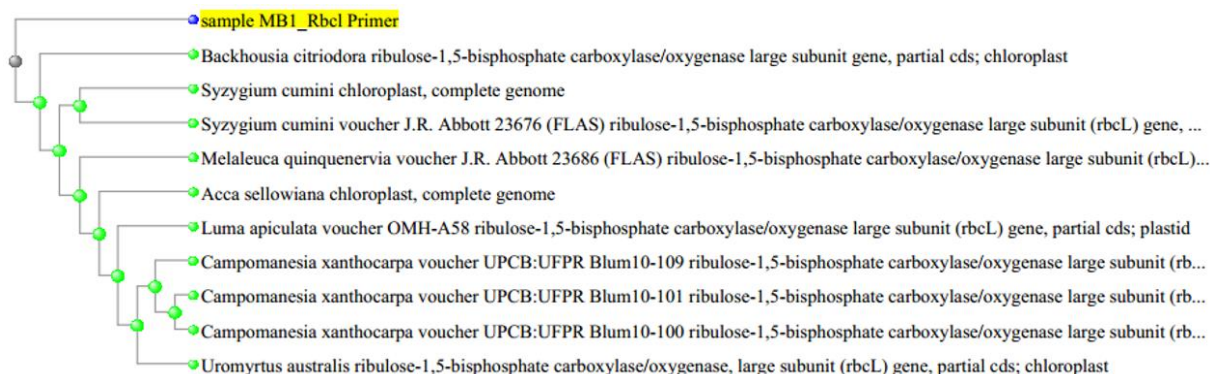 sample MB1_Rbcl Primer
Backhousia citriodora ribulose-1,5-bisphosphate carboxylase/oxygenase large subunit gene, partial cds; chloroplast
Syzygium cumini chloroplast, complete genome
Syzygium cumini voucher J.R. Abbott 23676 (FLAS) ribulose-1,5-bisphosphate carboxylase/oxygenase large subunit (rbcL) gene, ...
Melaleuca quinquenervia voucher J.R. Abbott 23686 (FLAS) ribulose-1,5-bisphosphate carboxylase/oxygenase large subunit (rbcL)...
Acca sellowiana chloroplast, complete genome
Luma apiculata voucher OMH-A58 ribulose-1,5-bisphosphate carboxylase/oxygenase large subunit (rbcL) gene, partial cds; plastid
Campomanesia xanthocarpa voucher UPCB:UFPR Blum10-109 ribulose-1,5-bisphosphate carboxylase/oxygenase large subunit (rb...
Campomanesia xanthocarpa voucher UPCB:UFPR Blum10-101 ribulose-1,5-bisphosphate carboxylase/oxygenase large subunit (rb...
Campomanesia xanthocarpa voucher UPCB:UFPR Blum10-100 ribulose-1,5-bisphosphate carboxylase/oxygenase large subunit (rb...
Uromyrtus australis ribulose-1,5-bisphosphate carboxylase/oxygenase, large subunit (rbcL) gene, partial cds; chloroplast